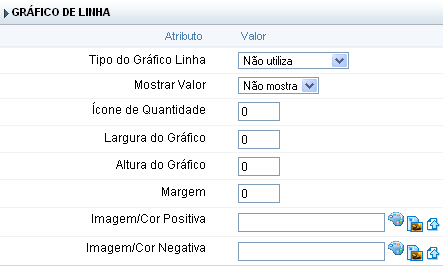 GRÁFICO DE LINHA
Atributo Valor
Tipo do Gráfico Linha Não utiliza
Mostrar Valor Não mostra
Ícone de Quantidade 0
Largura do Gráfico 0
Altura do Gráfico 0
Margem 0
Imagem/Cor Positiva
Imagem/Cor Negativa